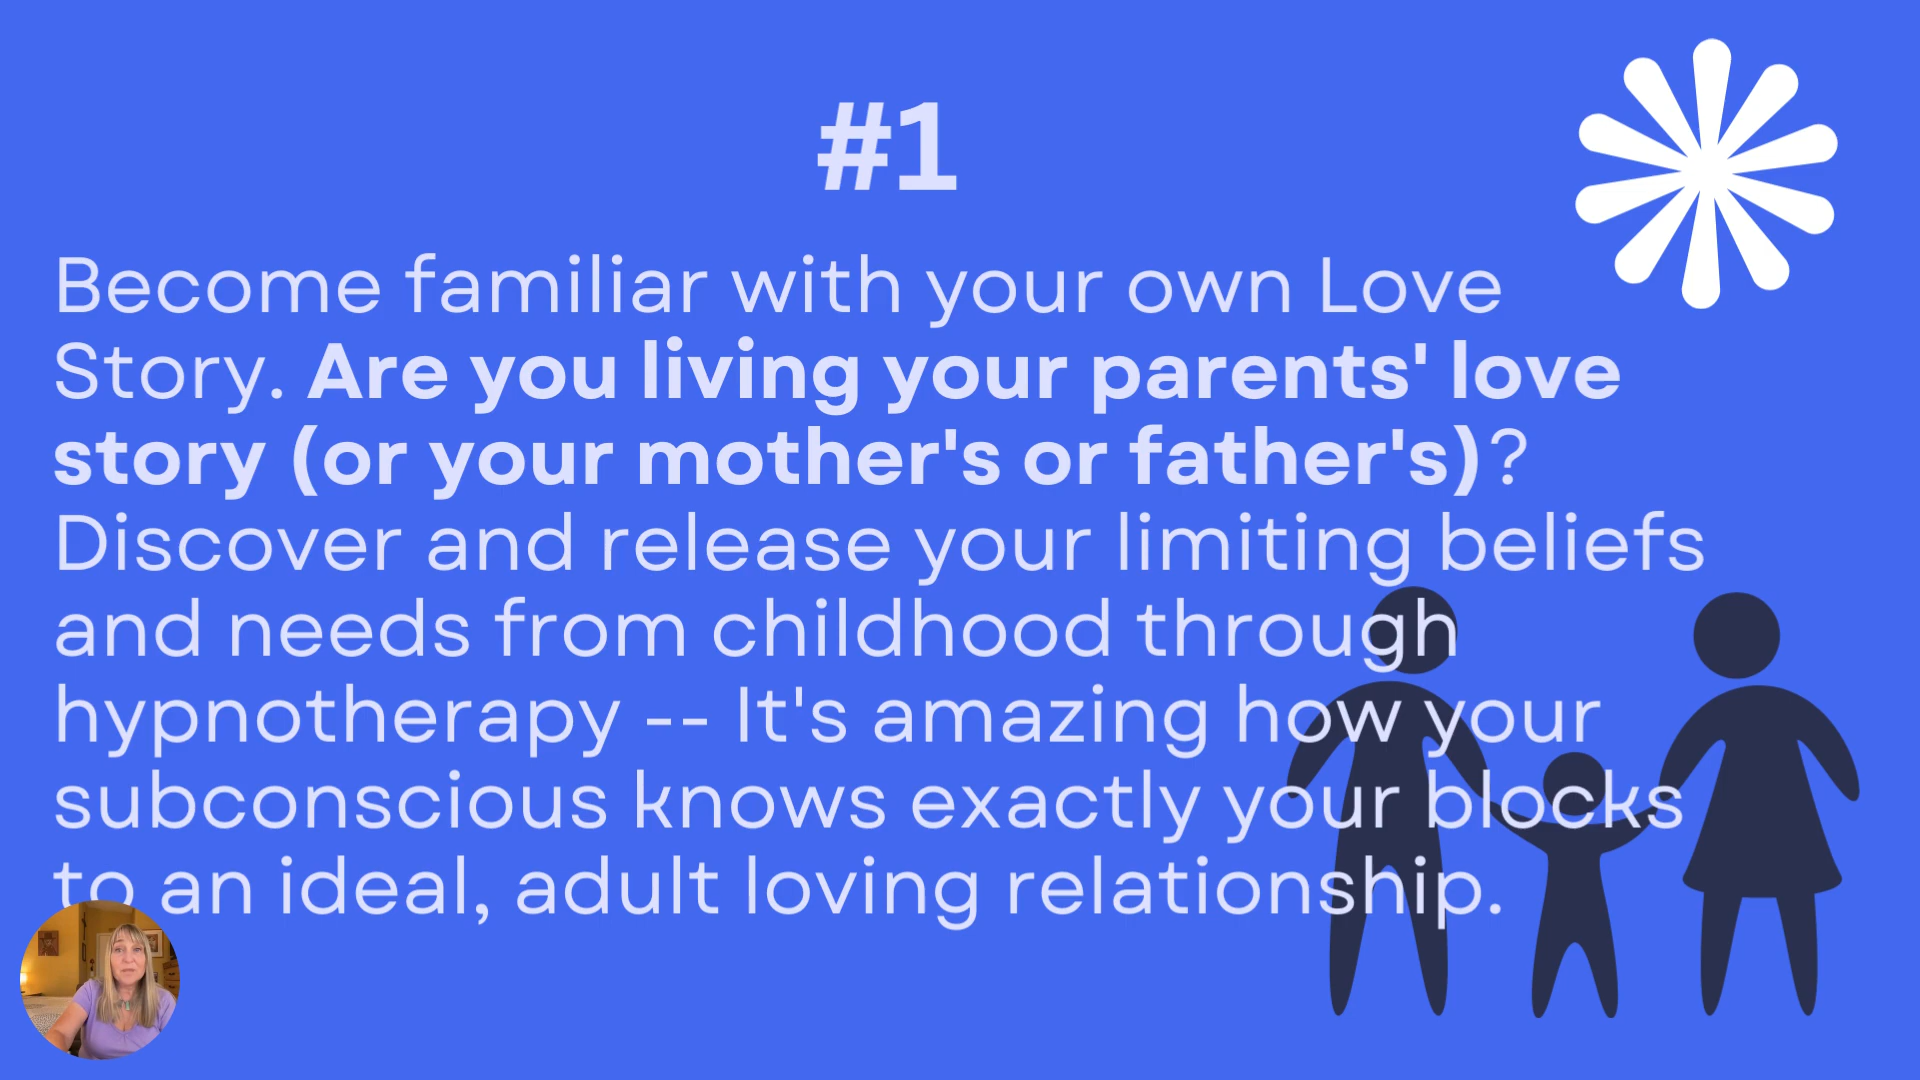 #1
Become familiar with your own Love
Story. Are you living your parents' love
story (or your mother's or father's)?
Discover and release your limiting beliefs
and needs from childhood through
hypnotherapy -- It's amazing how your
subconscious knows exactly your blocks
to an ideal, adult loving relationship.